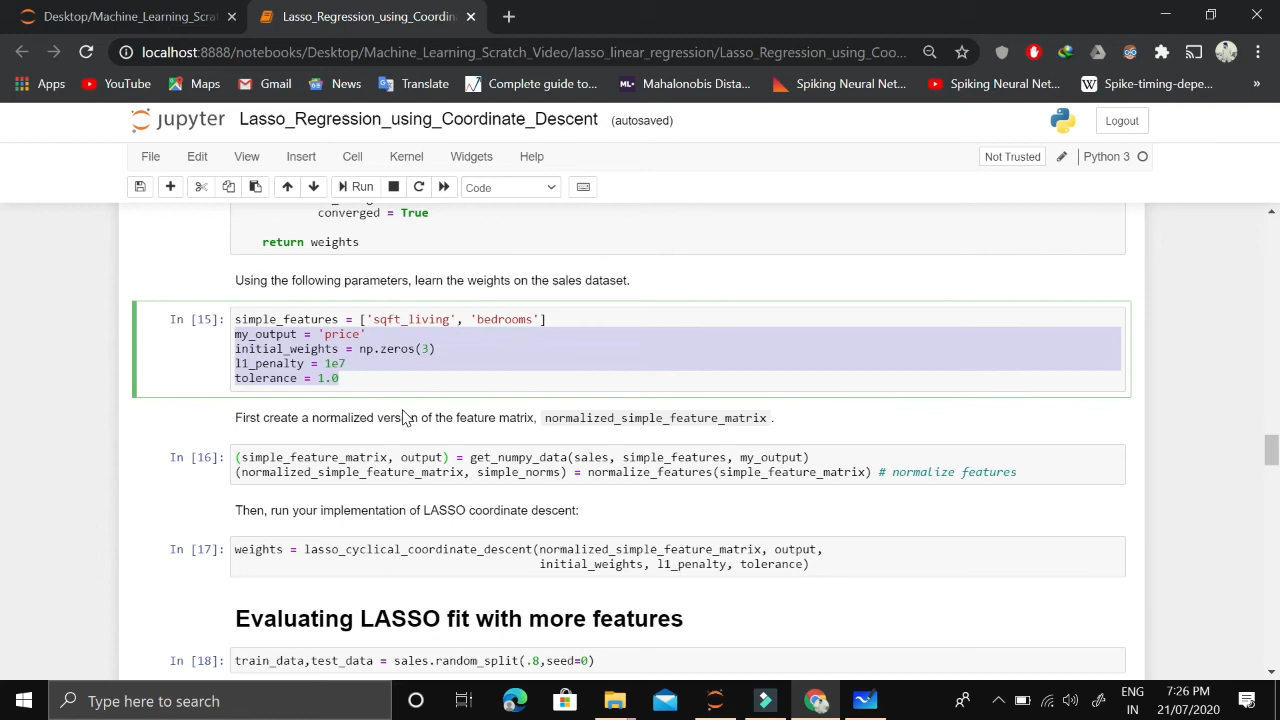 Desktop/Machine_Learning_Scrat
Lasso_Regression_using_Coordina
localhost:8888/notebooks/Desktop/Machine_Learning_Scratch_Video/lasso_linear_regression/Lasso_Regression_using_Coo...
Apps YouTube Maps Gmail News Translate Complete guide to... ML+ Mahalonobis Dista... Spiking Neural Net... Spiking Neural Net... Spike-timing-depe... »
jupyter Lasso_Regression_using_Coordinate_Descent (autosaved) Logout
File Edit View Insert Cell Kernel Widgets Help Not Trusted Python 3
Run Code
converged = True
return weights
Using the following parameters, learn the weights on the sales dataset.
In [15]: simple_features = ['sqft_living', 'bedrooms']
my_output = 'price'
initial_weights = np.zeros(3)
l1_penalty = 1e7
tolerance = 1.0
First create a normalized version of the feature matrix, normalized_simple_feature_matrix .
In [16]: (simple_feature_matrix, output) = get_numpy_data(sales, simple_features, my_output)
(normalized_simple_feature_matrix, simple_norms) = normalize_features(simple_feature_matrix) # normalize features
Then, run your implementation of LASSO coordinate descent:
In [17]: weights = lasso_cyclical_coordinate_descent(normalized_simple_feature_matrix, output,
initial_weights, l1_penalty, tolerance)
Evaluating LASSO fit with more features
In [18]: train_data,test_data = sales.random_split(.8,seed=0)
Type here to search
ENG 7:26 PM
IN 21/07/2020